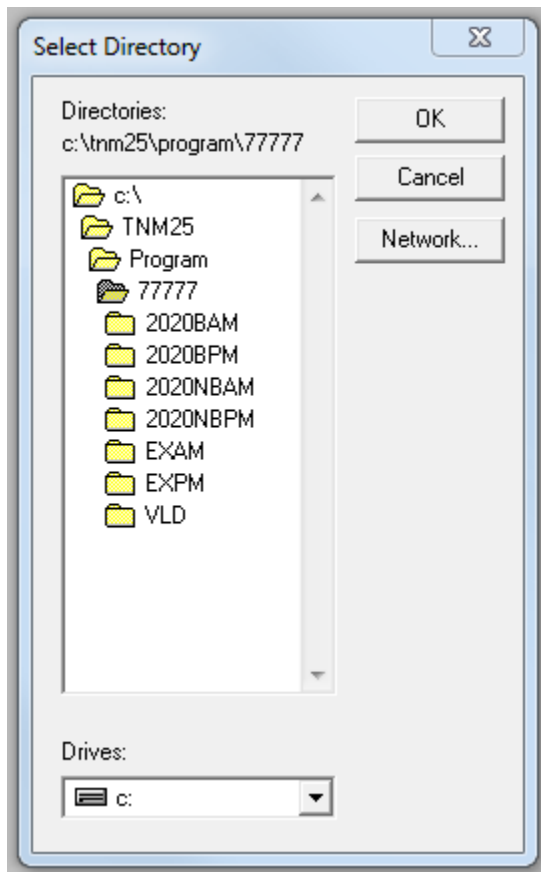 Select Directory
Directories:
c:\tnm25\program\77777
OK
Cancel
Network...
c:\
TNM25
Program
77777
2020BAM
2020BPM
2020NBAM
2020NBPM
EXAM
EXPM
VLD
Drives:
c: